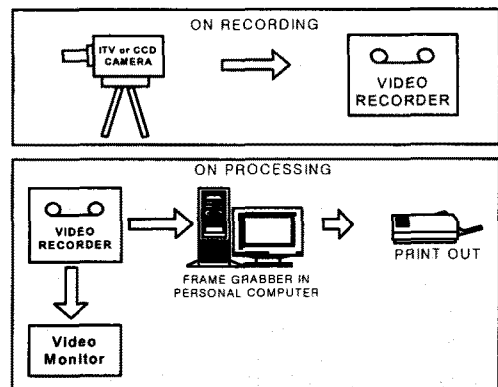 ON RECORDING
ITV or CCD
CAMERA
VIDEO
RECORDER
ON PROCESSING
VIDEO
RECORDER
FRAME GRABBER IN
PERSONAL COMPUTER
PRINT OUT
Video
Monitor